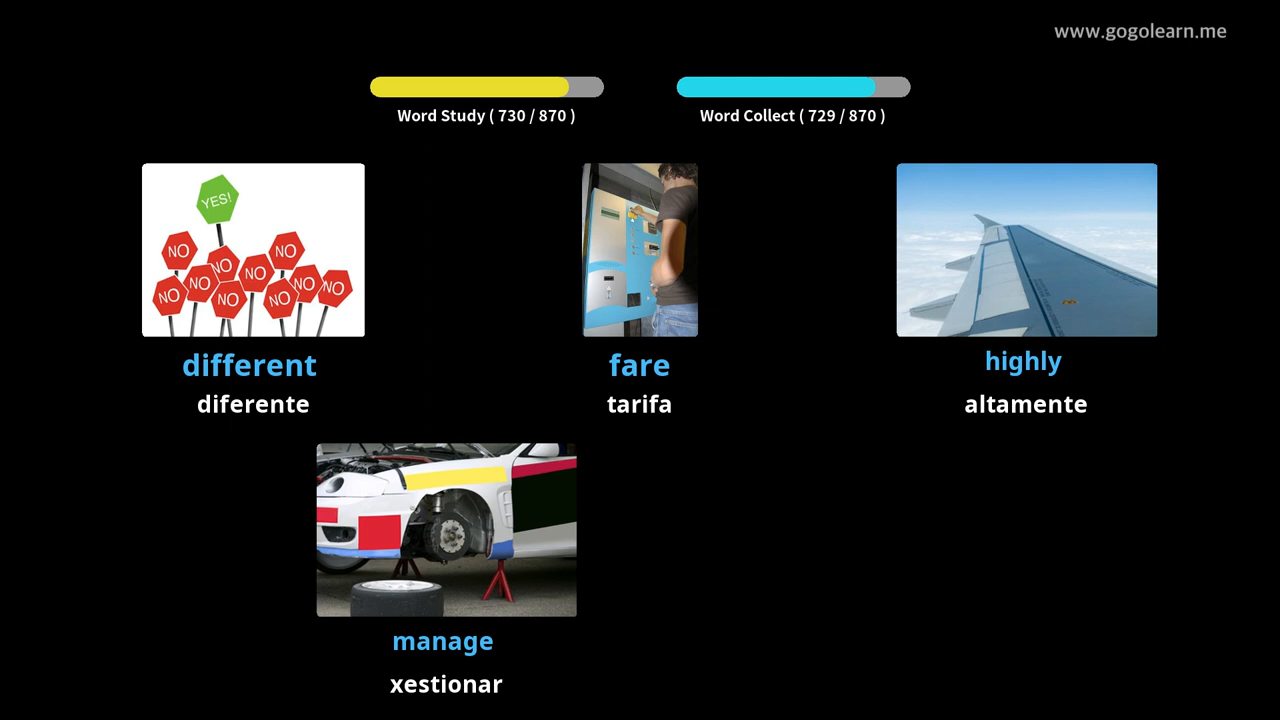 www.gogolearn.me
Word Study ( 730 / 870 )
Word Collect ( 729 / 870 )
YES!
NO
NO
NO
NO
NO
NO
NO
NO
NO
NO
different
diferente
fare
tarifa
highly
altamente
manage
xestionar